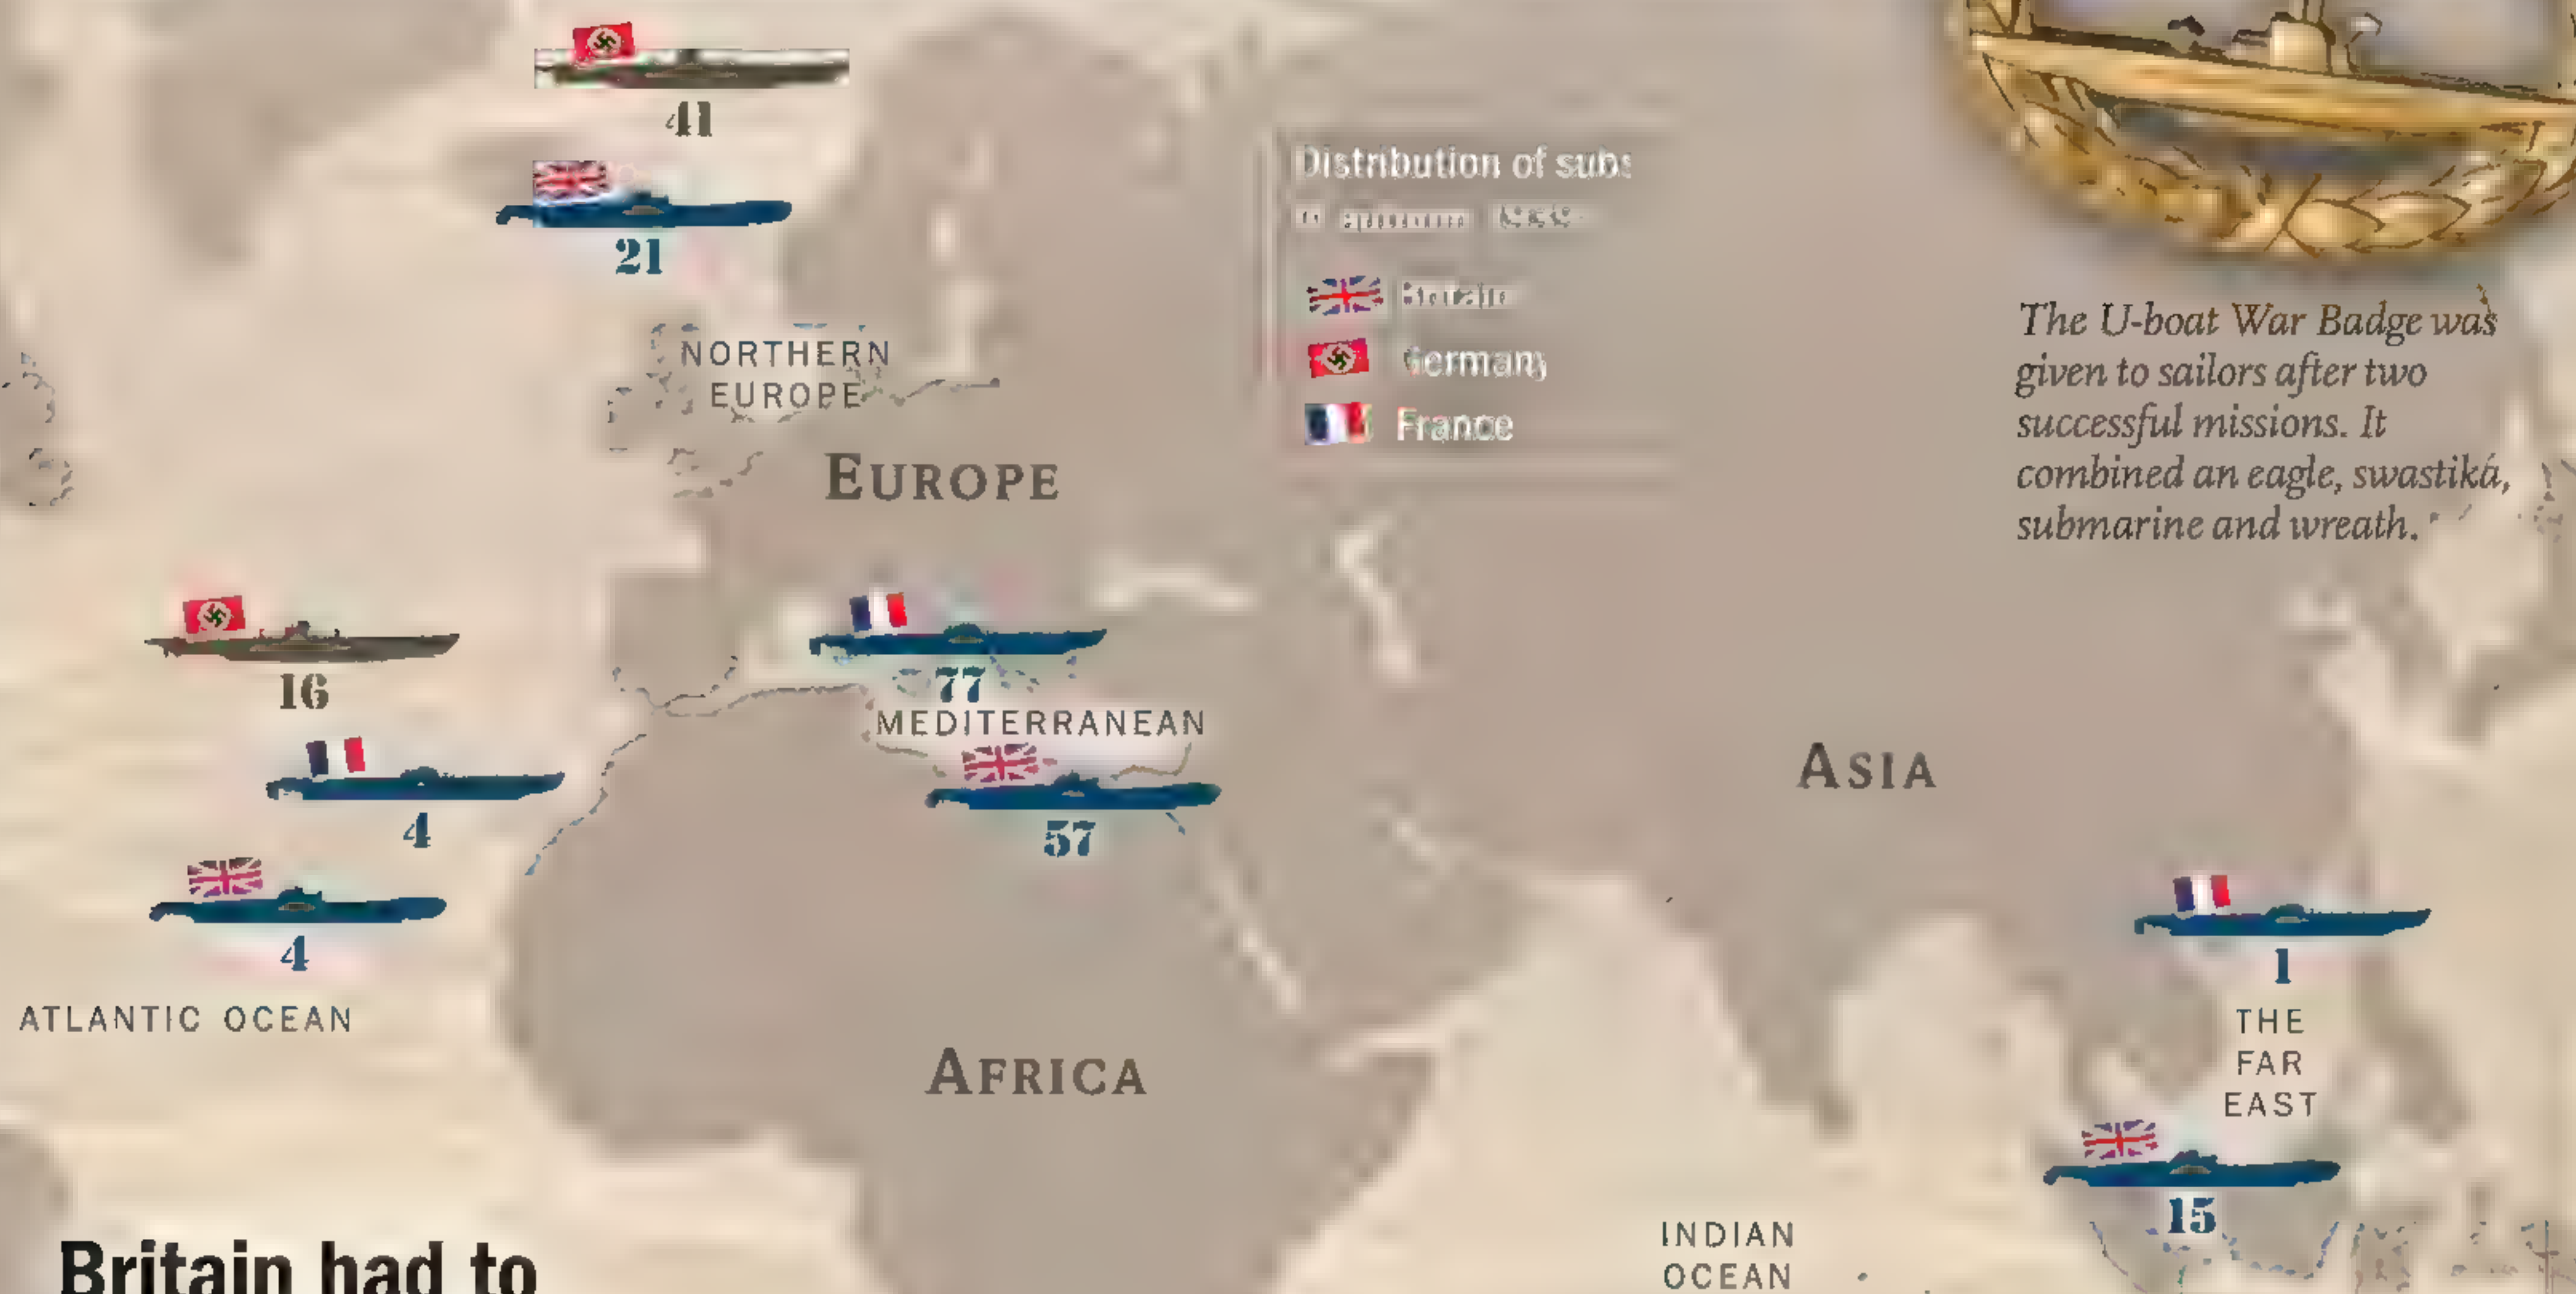 41
21
NORTHERN
EUROPE
EUROPE
Distribution of subs
Britain
Germany
France
The U-boat War Badge was
given to sailors after two
successful missions. It
combined an eagle, swastika,
submarine and wreath.
16
4
4
ATLANTIC OCEAN
77
MEDITERRANEAN
57
ASIA
AFRICA
1
THE
FAR
EAST
15
INDIAN
OCEAN
Britain had to